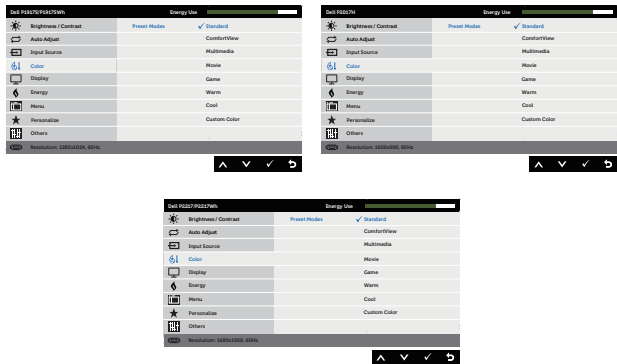 Dell P1917S/P1917SWh Energy Use
Brightness / Contrast Preset Modes ✓ Standard
Auto Adjust ComfortView
Input Source Multimedia
Color Movie
Display Game
Energy Warm
Menu Cool
Personalize Custom Color
Others
Resolution: 1280x1024, 60Hz
Dell P2017H Energy Use
Brightness / Contrast Preset Modes ✓ Standard
Auto Adjust ComfortView
Input Source Multimedia
Color Movie
Display Game
Energy Warm
Menu Cool
Personalize Custom Color
Others
Resolution: 1600x900, 60Hz
Dell P2217/P2217Wh Energy Use
Brightness / Contrast Preset Modes ✓ Standard
Auto Adjust ComfortView
Input Source Multimedia
Color Movie
Display Game
Energy Warm
Menu Cool
Personalize Custom Color
Others
Resolution: 1680x1050, 60Hz